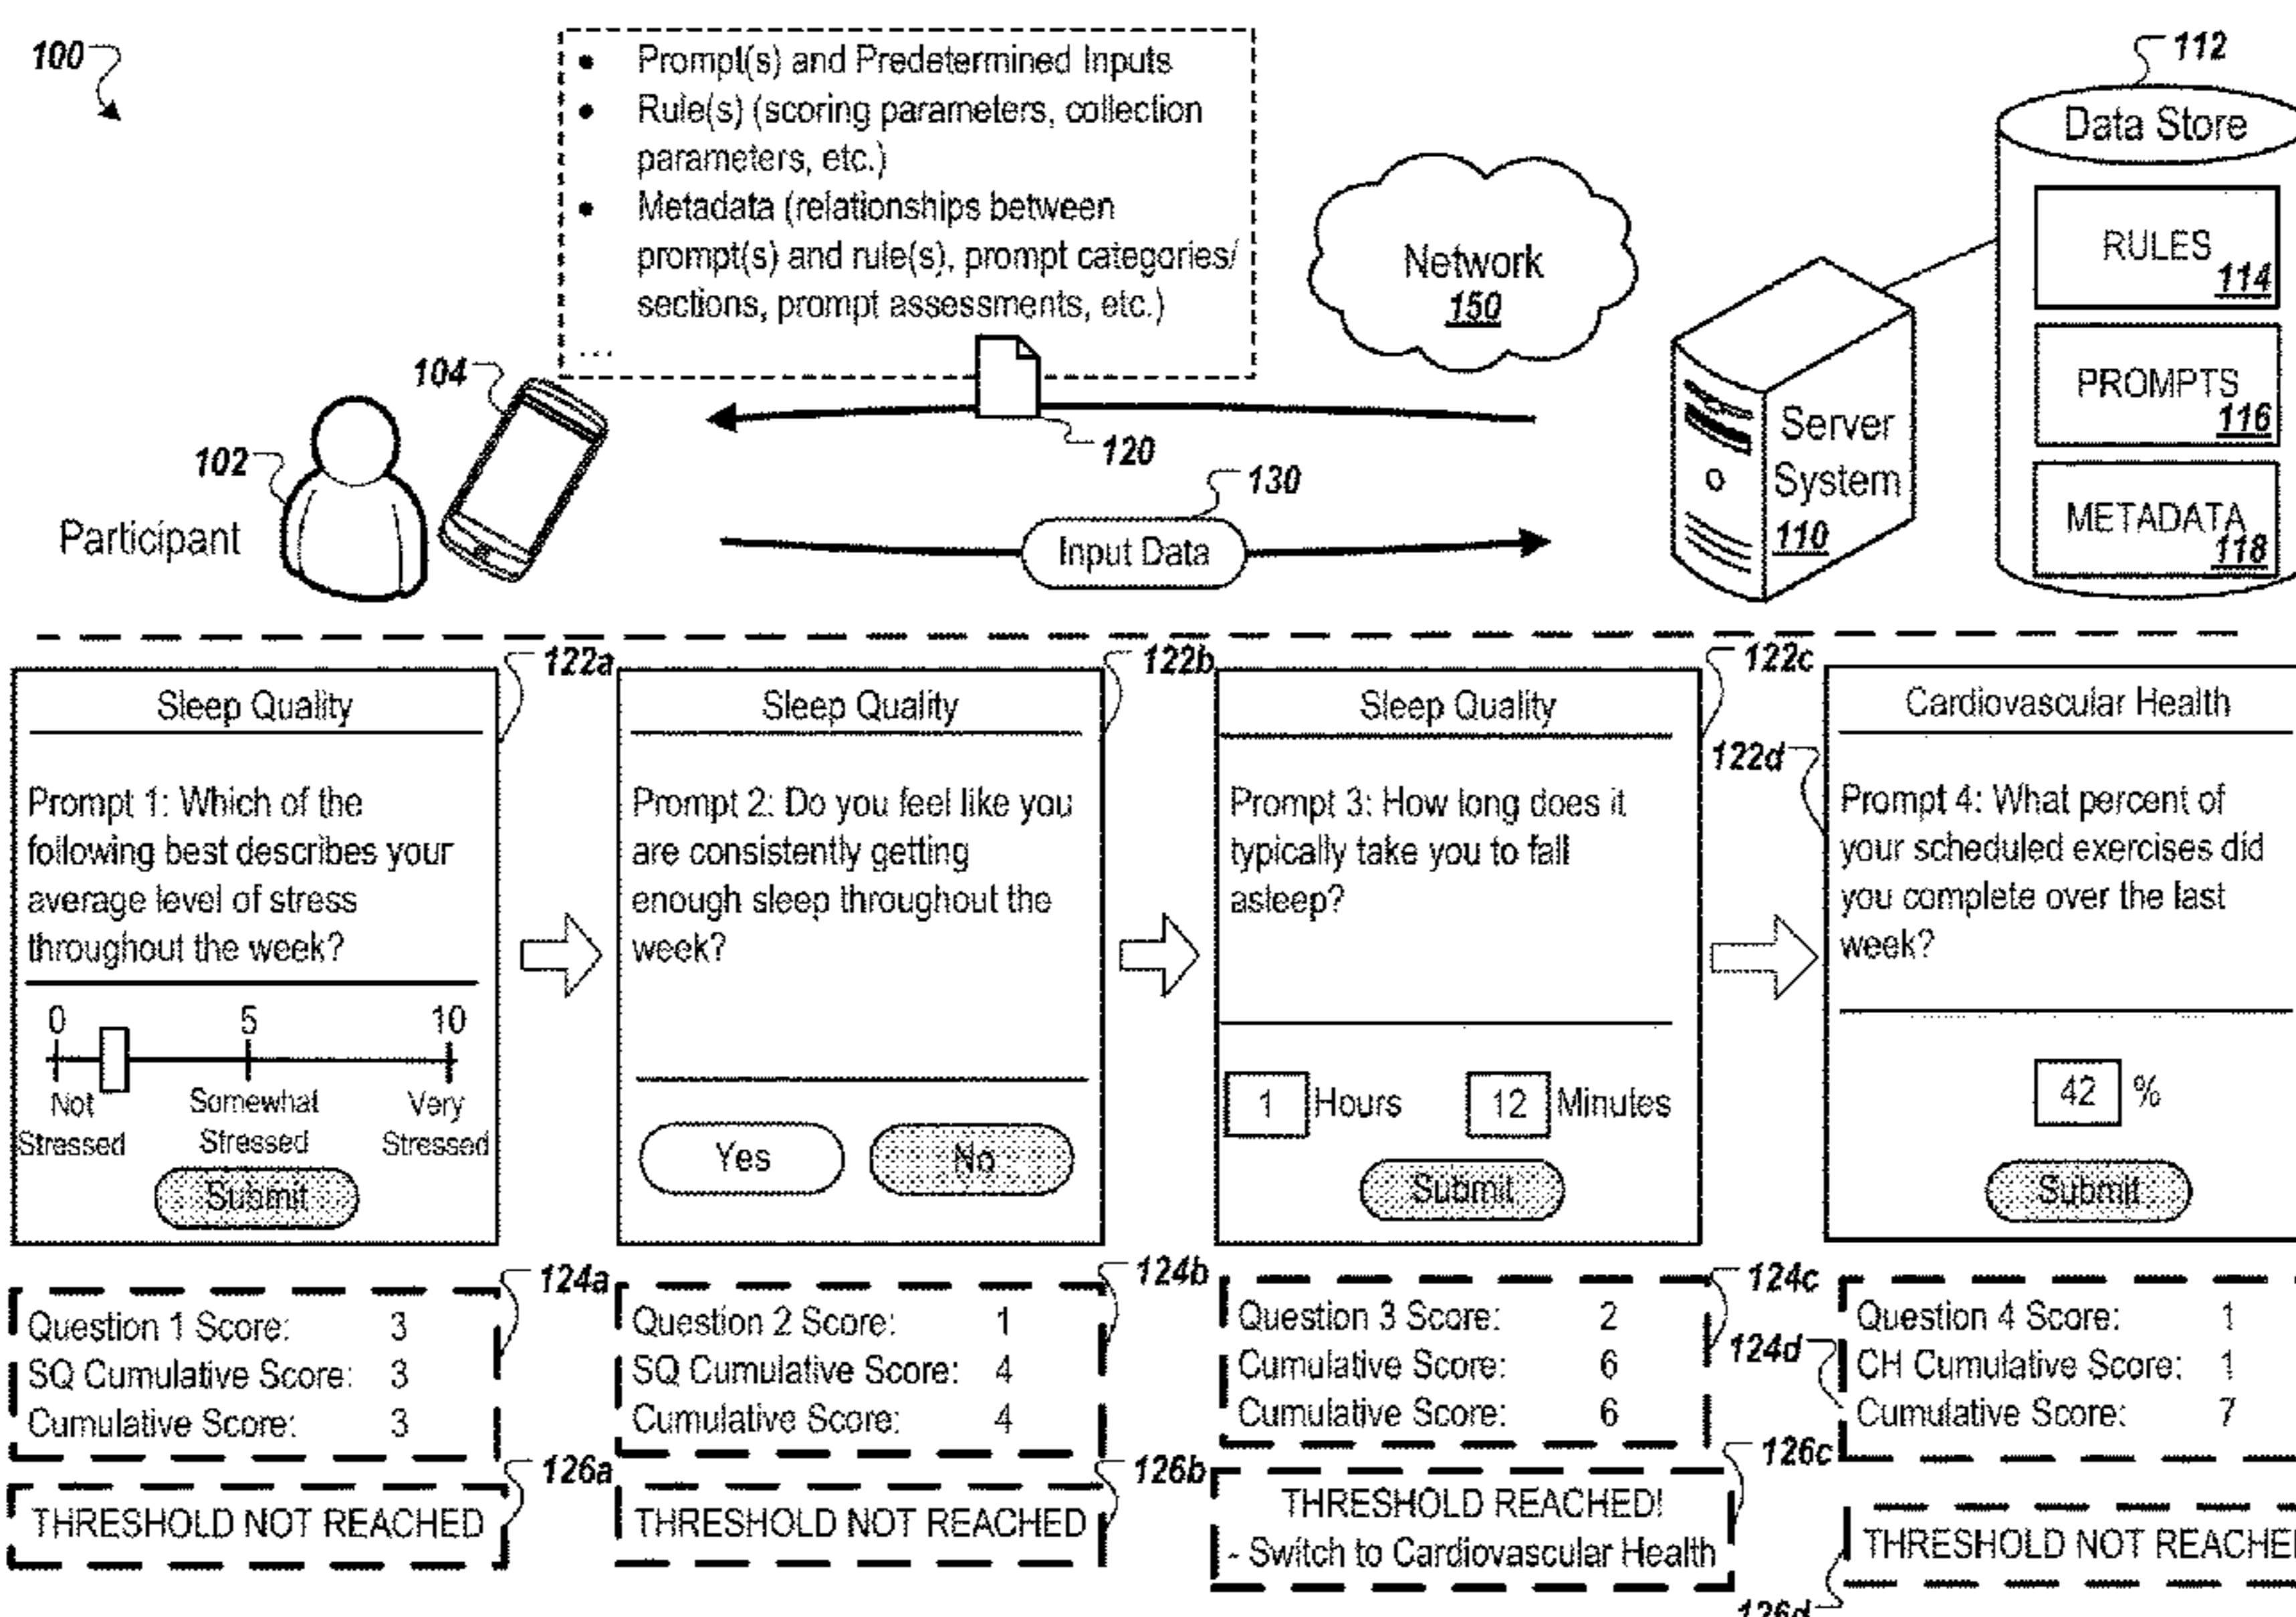 100
• Prompt(s) and Predetermined Inputs
• Rule(s) (scoring parameters, collection
parameters, etc.)
• Metadata (relationships between
prompt(s) and rule(s), prompt categories/
sections, prompt assessments, etc.)
...
Network
150
112
Data Store
RULES
114
PROMPTS
116
METADATA
118
Server
System
110
104
102
Participant
120
130
Input Data
122a
Sleep Quality
Prompt 1: Which of the
following best describes your
average level of stress
throughout the week?
0 5 10
Not Somewhat Very
Stressed Stressed Stressed
Submit
122b
Sleep Quality
Prompt 2: Do you feel like you
are consistently getting
enough sleep throughout the
week?
Yes No
122c
Sleep Quality
Prompt 3: How long does it
typically take you to fall
asleep?
1 Hours 12 Minutes
Submit
122d
Cardiovascular Health
Prompt 4: What percent of
your scheduled exercises did
you complete over the last
week?
42 %
Submit
124a
Question 1 Score: 3
SQ Cumulative Score: 3
Cumulative Score: 3
124b
Question 2 Score: 1
SQ Cumulative Score: 4
Cumulative Score: 4
124c
Question 3 Score: 2
Cumulative Score: 6
Cumulative Score: 6
124d
Question 4 Score: 1
CH Cumulative Score: 1
Cumulative Score: 7
126a
THRESHOLD NOT REACHED
126b
THRESHOLD NOT REACHED
126c
THRESHOLD REACHED!
- Switch to Cardiovascular Health
THRESHOLD NOT REACHE
126d